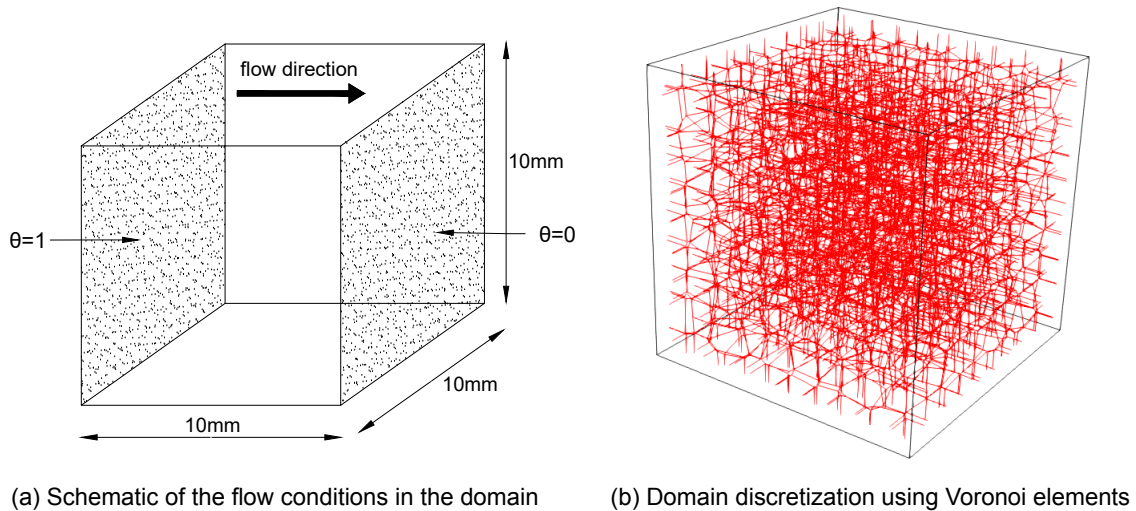 flow direction
10mm
θ=1
θ=0
10mm
10mm
(a) Schematic of the flow conditions in the domain
(b) Domain discretization using Voronoi elements